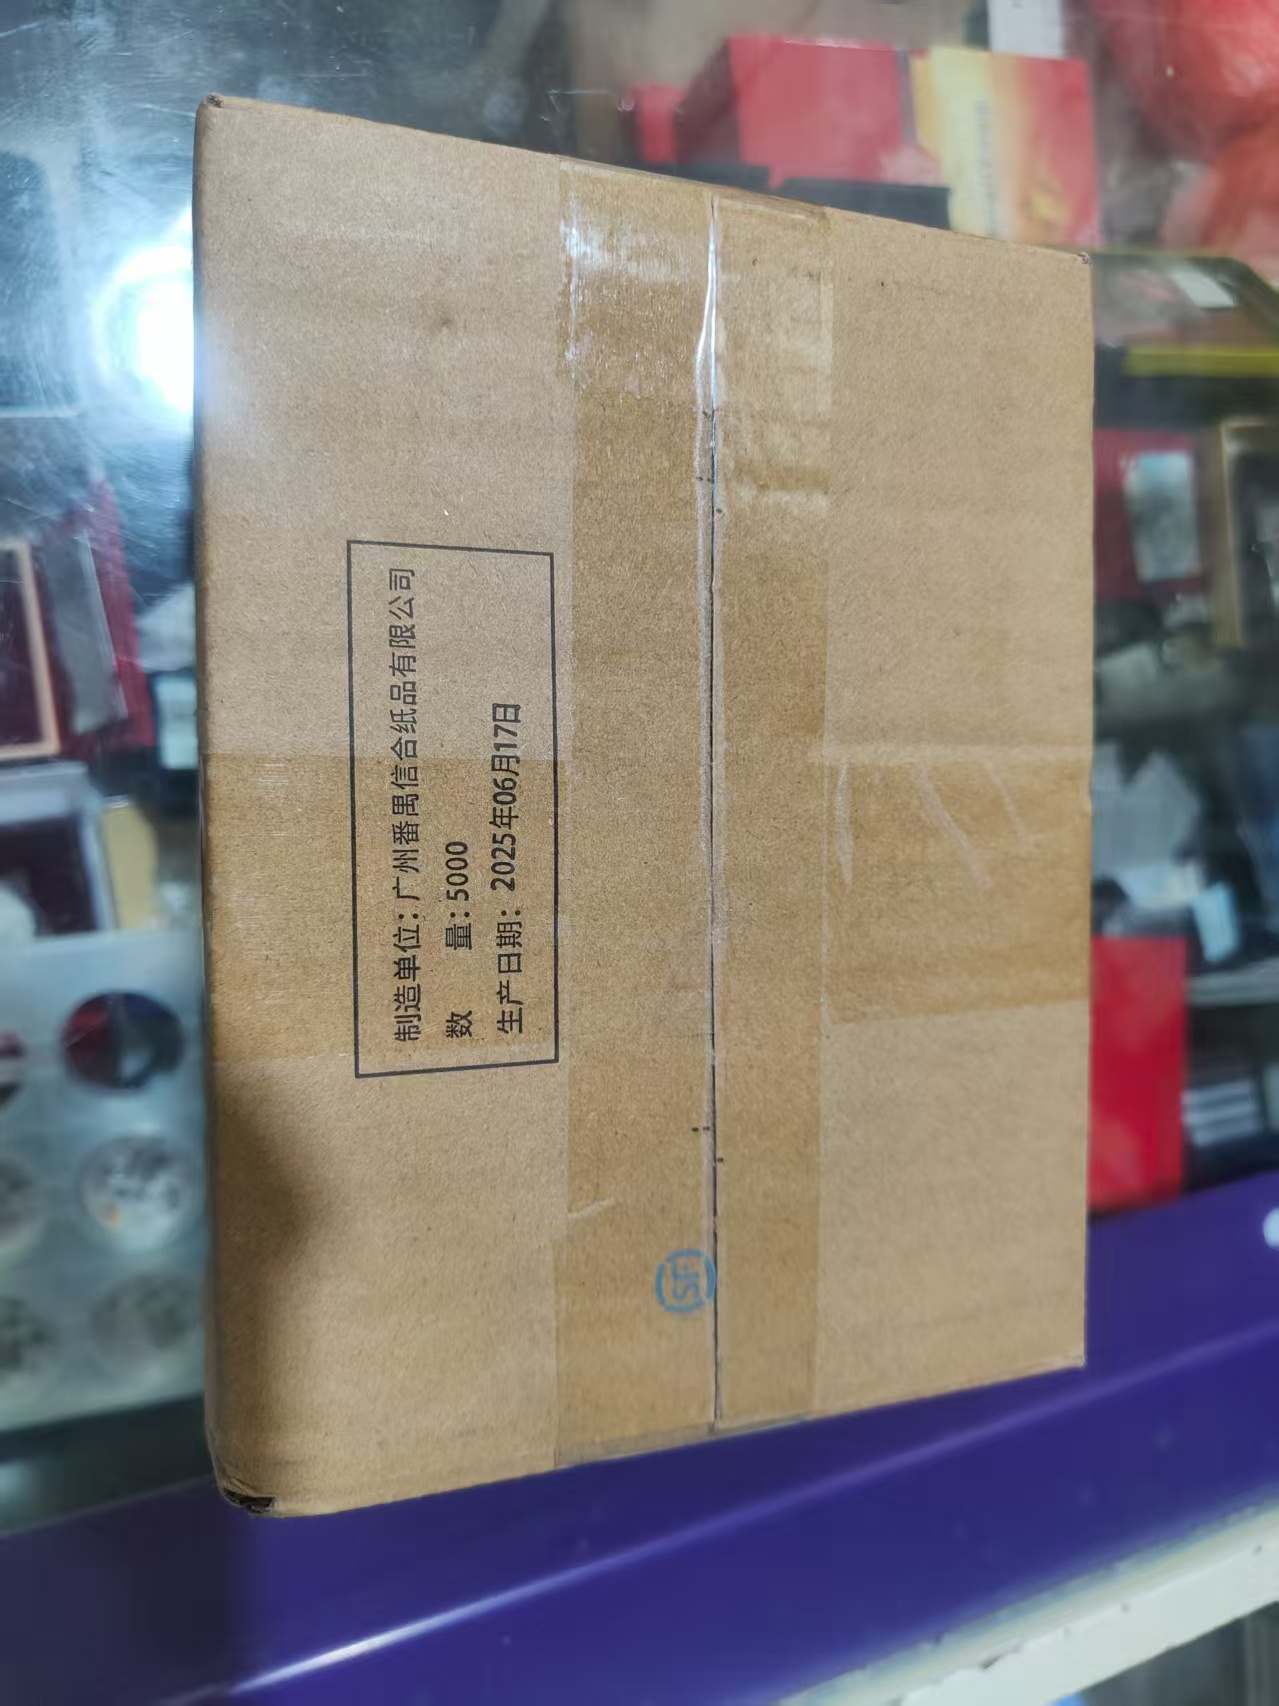 制造单位：广州番禺信合纸品有限公司
数　　量：5000
生产日期：2025年06月17日
SF